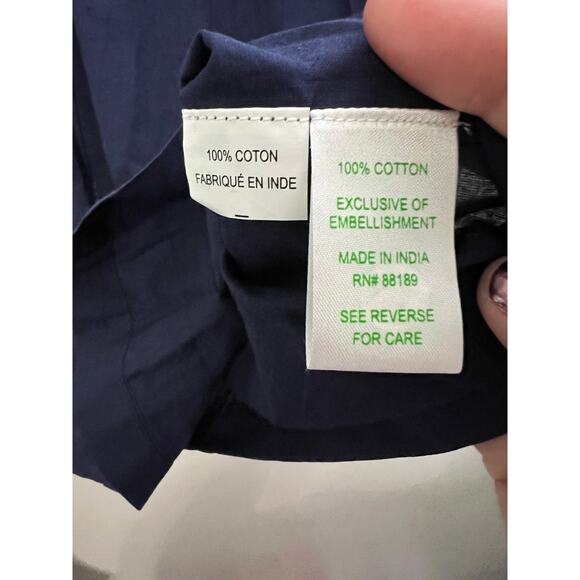 100% COTON
FABRIQUÉ EN INDE
100% COTTON
EXCLUSIVE OF
EMBELLISHMENT
MADE IN INDIA
RN# 88189
SEE REVERSE
FOR CARE